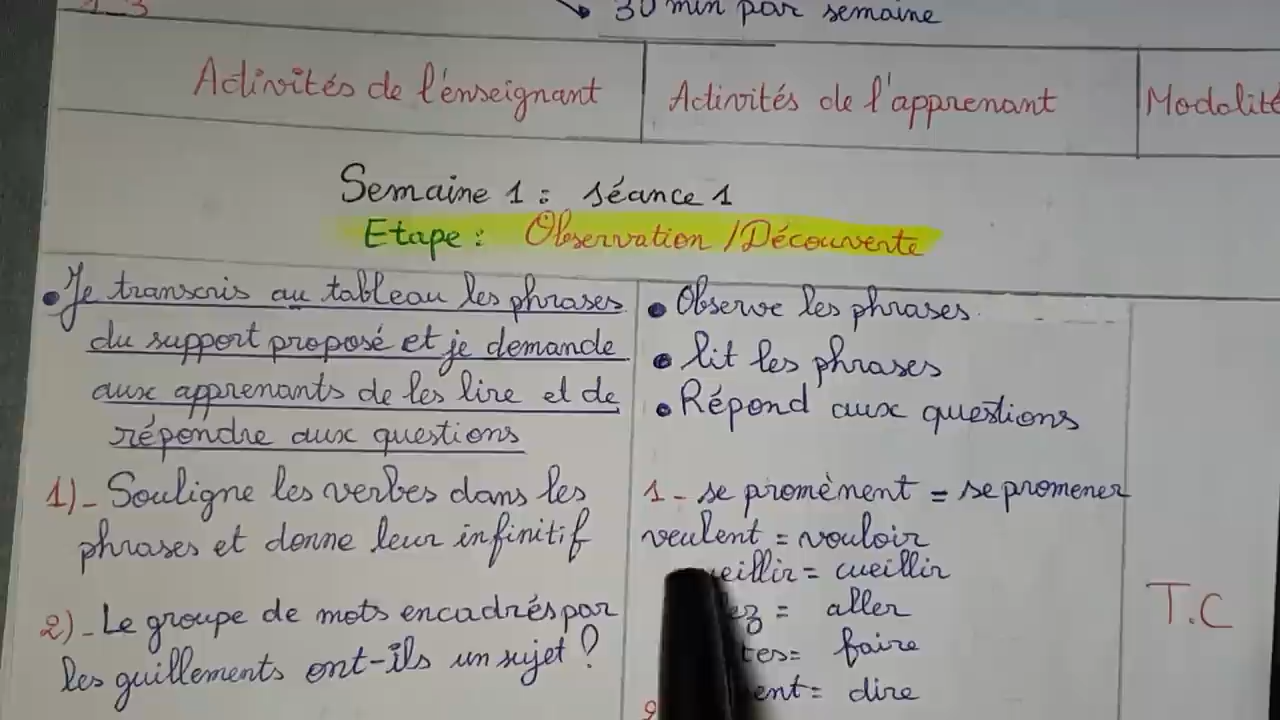 30 min par semaine
Activités de l'énseignant
Activités de l'apprenant
Modalité
Semaine 1 : séance 1
Etape : Observation / Découverte
• Je transcris au tableau les phrases
du support proposé et je demande
aux apprenants de les lire et de
répondre aux questions
1)- Souligne les verbes dans les
phrases et donne leur infinitif
2)- Le groupe de mots encadrés par
les guillements ont-ils un sujet ?
• Observe les phrases
• lit les phrases
• Répond aux questions
1 - se promènent = se promener
veulent = vouloir
= cueillir
= aller
= faire
= dire
T.C